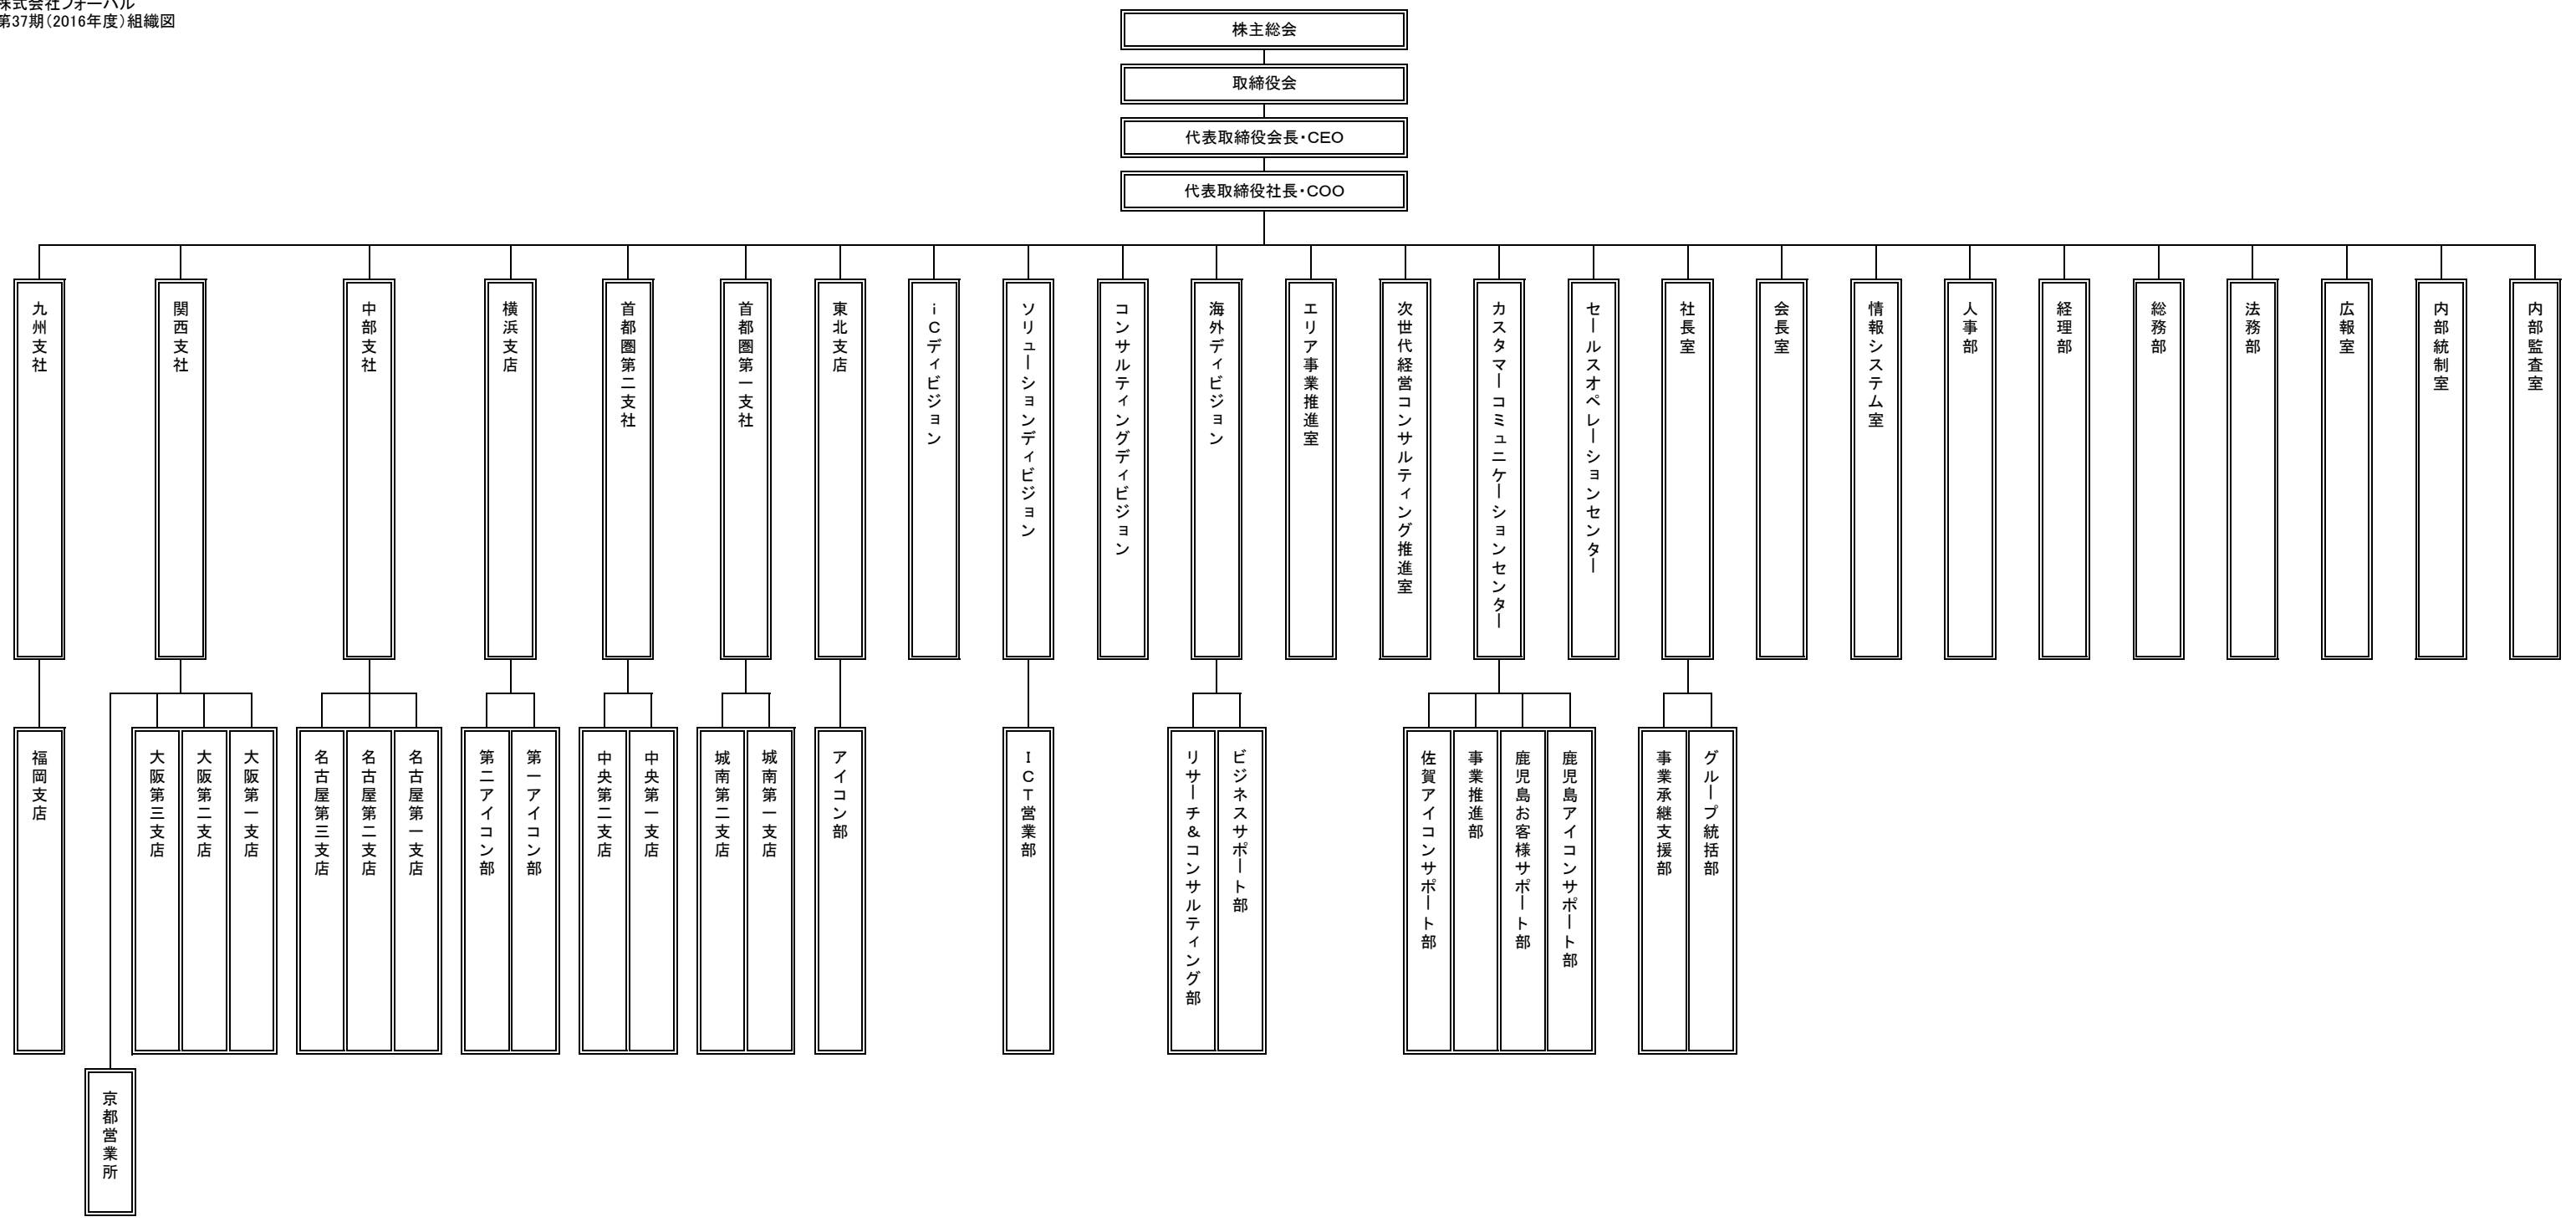 株式会社フォーバル
第37期(2016年度)組織図
株主総会
取締役会
代表取締役会長・CEO
代表取締役社長・COO
九州支社
関西支社
中部支社
横浜支店
首都圏第二支社
首都圏第一支社
東北支店
iCディビジョン
ソリューションディビジョン
コンサルティングディビジョン
海外ディビジョン
エリア事業推進室
次世代経営コンサルティング推進室
カスタマーコミュニケーションセンター
セールスオペレーションセンター
社長室
会長室
情報システム室
人事部
経理部
総務部
法務部
広報室
内部統制室
内部監査室
福岡支店
大阪第三支店
大阪第二支店
大阪第一支店
名古屋第三支店
名古屋第二支店
名古屋第一支店
第二アイコン部
第一アイコン部
中央第二支店
中央第一支店
城南第二支店
城南第一支店
アイコン部
ICT営業部
リサーチ&コンサルティング部
ビジネスサポート部
佐賀アイコンサポート部
事業推進部
鹿児島お客様サポート部
鹿児島アイコンサポート部
事業承継支援部
グループ統括部
京都営業所